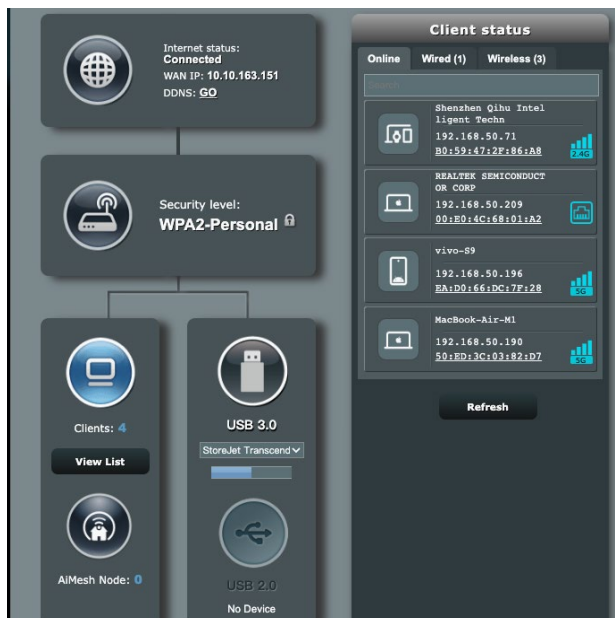 Internet status:
Connected
WAN IP: 10.10.163.151
DDNS: GO
Security level:
WPA2-Personal
Clients: 4
View List
AiMesh Node: 0
USB 3.0
StoreJet Transcend
USB 2.0
No Device
Client status
Online
Wired (1)
Wireless (3)
Search
Shenzhen Qihu Intel
ligent Techn
192.168.50.71
B0:59:47:2F:86:A8
2.4G
REALTEK SEMICONDUCT
OR CORP
192.168.50.209
00:E0:4C:68:01:A2
vivo-S9
192.168.50.196
EA:D0:66:DC:7F:28
5G
MacBook-Air-M1
192.168.50.190
50:ED:3C:03:82:D7
5G
Refresh